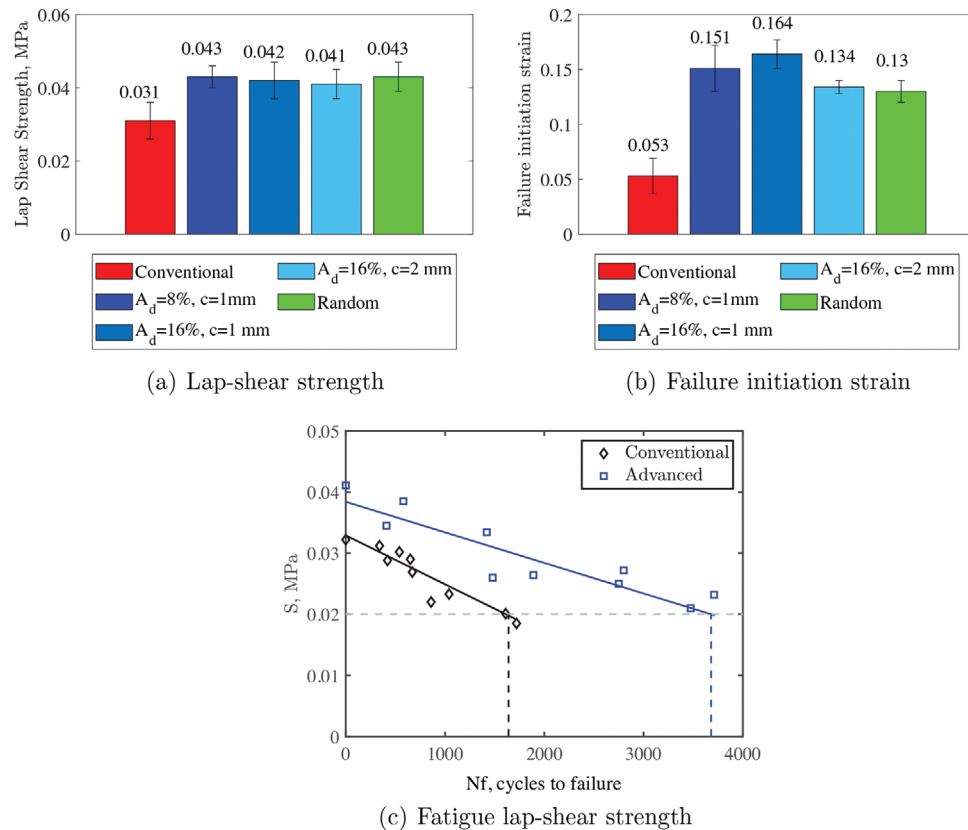 Lap Shear Strength, MPa
0.06
0.04
0.02
0
0.031
0.043
0.042
0.041
0.043
Conventional
A_d=8%, c=1mm
A_d=16%, c=1 mm
A_d=16%, c=2 mm
Random
(a) Lap-shear strength
Failure initiation strain
0.2
0.15
0.1
0.05
0
0.053
0.151
0.164
0.134
0.13
Conventional
A_d=8%, c=1mm
A_d=16%, c=1 mm
A_d=16%, c=2 mm
Random
(b) Failure initiation strain
S, MPa
0.05
0.04
0.03
0.02
0.01
0
Conventional
Advanced
0 1000 2000 3000 4000
Nf, cycles to failure
(c) Fatigue lap-shear strength